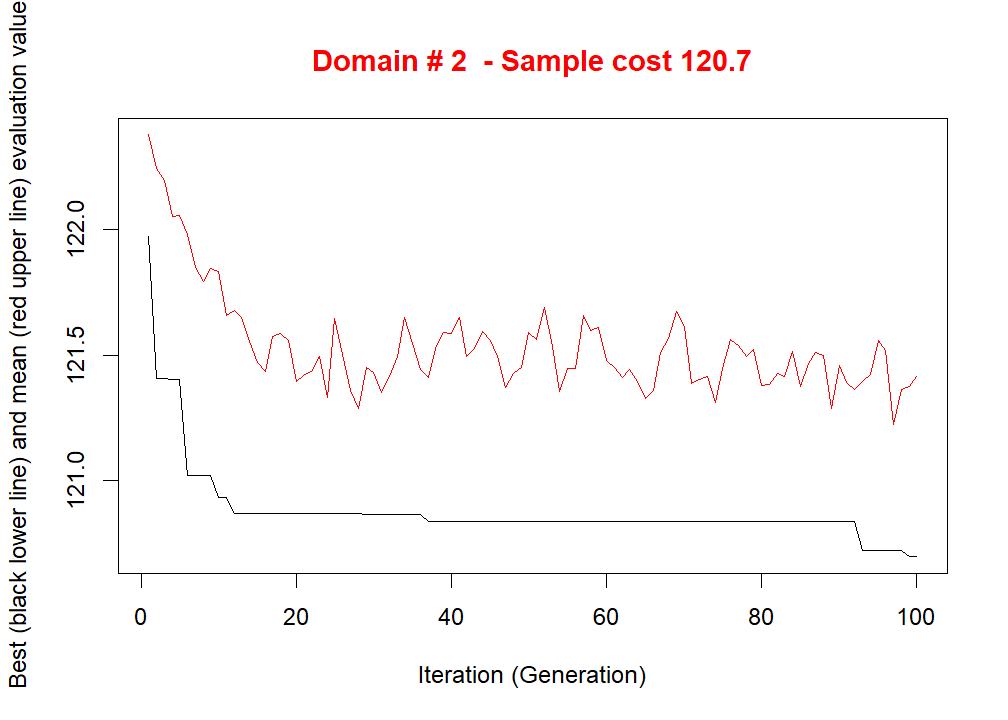 Domain # 2  - Sample cost 120.7
Best (black lower line) and mean (red upper line) evaluation value
122.0
121.5
121.0
0 20 40 60 80 100
Iteration (Generation)